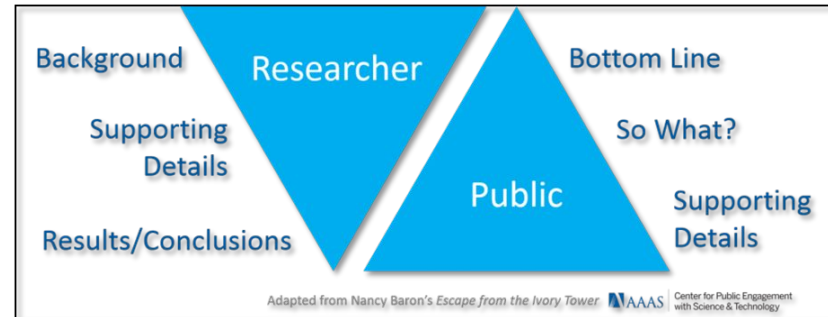 Background
Researcher
Supporting
Details
Results/Conclusions
Bottom Line
So What?
Public
Supporting
Details
Adapted from Nancy Baron's Escape from the Ivory Tower
AAAS
Center for Public Engagement
with Science & Technology